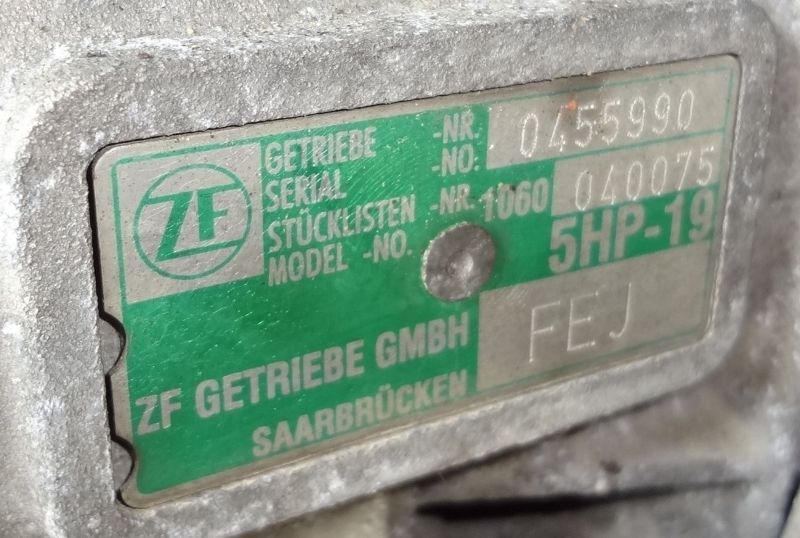 ZF
GETRIEBE -NR. 0455990
SERIAL -NO.
STÜCKLISTEN -NR. 1060 040075
MODEL -NO.
5HP-19
FEJ
ZF GETRIEBE GMBH
SAARBRÜCKEN